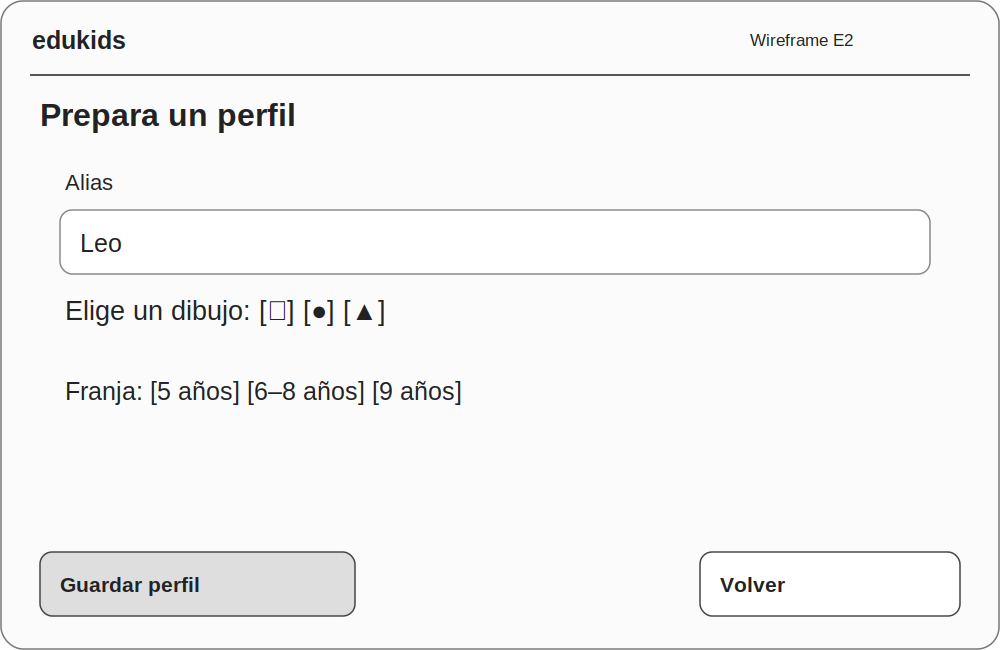 edukids
Wireframe E2
Prepara un perfil
Alias
Leo
Elige un dibujo: [□] [●] [▲]
Franja: [5 años] [6–8 años] [9 años]
Guardar perfil
Volver